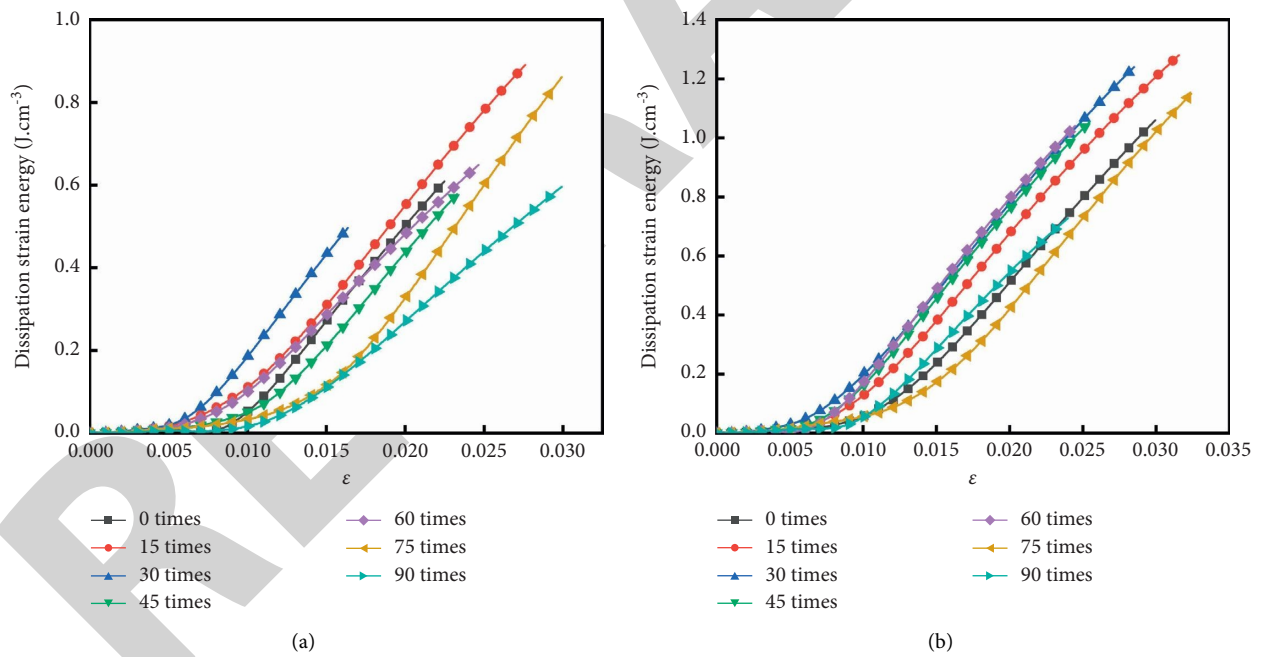 Dissipation strain energy (J.cm⁻³)
1.0
0.8
0.6
0.4
0.2
0.0
0.000 0.005 0.010 0.015 0.020 0.025 0.030
ε
0 times
15 times
30 times
45 times
60 times
75 times
90 times
(a)
Dissipation strain energy (J.cm⁻³)
1.4
1.2
1.0
0.8
0.6
0.4
0.2
0.0
0.000 0.005 0.010 0.015 0.020 0.025 0.030 0.035
ε
0 times
15 times
30 times
45 times
60 times
75 times
90 times
(b)